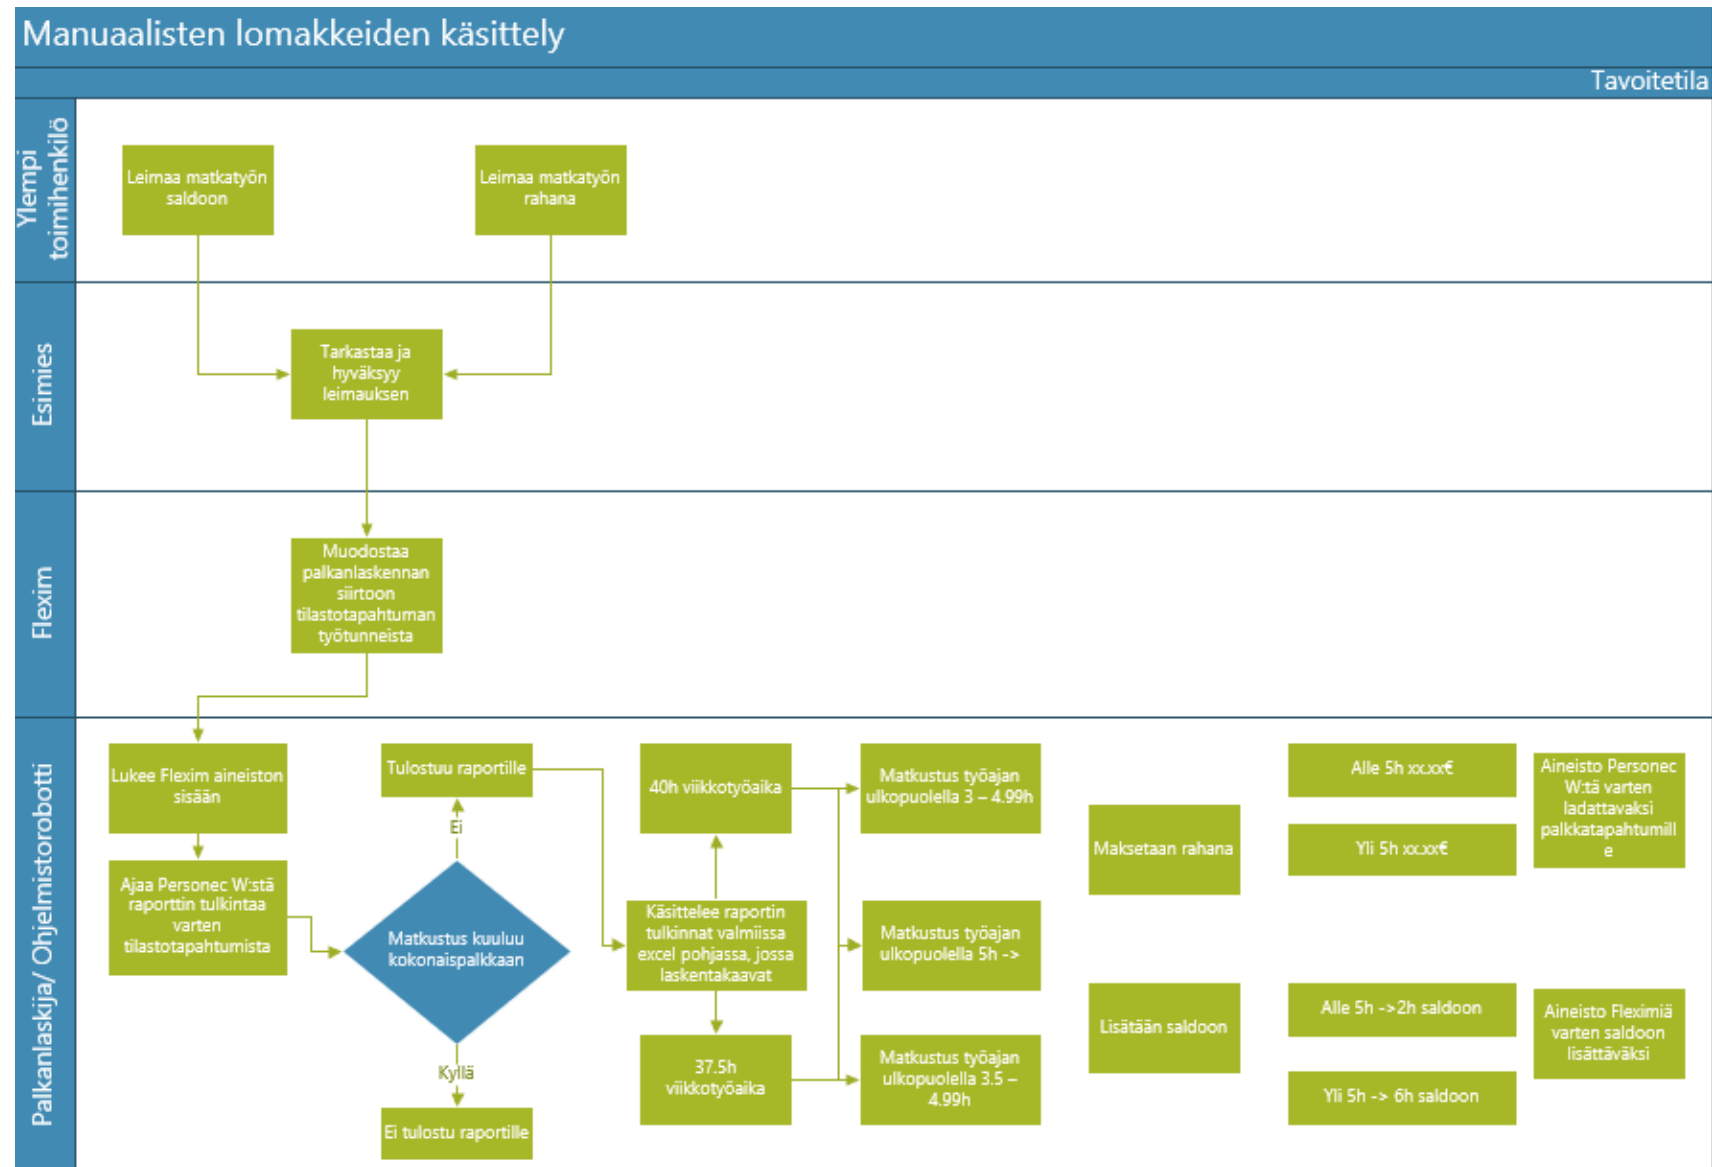 Manuaalisten lomakkeiden käsittely
Tavoitetila
Ylempi
toimihenkilö
Leimaa matkatyön
saldoon
Leimaa matkatyön
rahana
Esimies
Tarkastaa ja
hyväksyy
leimauksen
Flexim
Muodostaa
palkanlaskennan
siirtoon
tilastotapahtuman
työtunneista
Palkanlaskija/ Ohjelmistorobotti
Lukee Flexim aineiston
sisään
Ajaa Personec W:stä
raporttin tulkintaa
varten
tilastotapahtumista
Tulostuu raportille
Ei
Matkustus kuuluu
kokonaispalkkaan
Kyllä
Ei tulostu raportille
40h viikkotyöaika
Käsittelee raportin
tulkinnat valmiissa
excel pohjassa, jossa
laskentakaavat
37.5h
viikkotyöaika
Matkustus työajan
ulkopuolella 3 – 4.99h
Matkustus työajan
ulkopuolella 5h ->
Matkustus työajan
ulkopuolella 3.5 –
4.99h
Maksetaan rahana
Lisätään saldoon
Alle 5h xx.xx€
Yli 5h xx.xx€
Alle 5h ->2h saldoon
Yli 5h -> 6h saldoon
Aineisto Personec
W:tä varten
ladattavaksi
palkkatapahtumill
e
Aineisto Fleximiä
varten saldoon
lisättäväksi